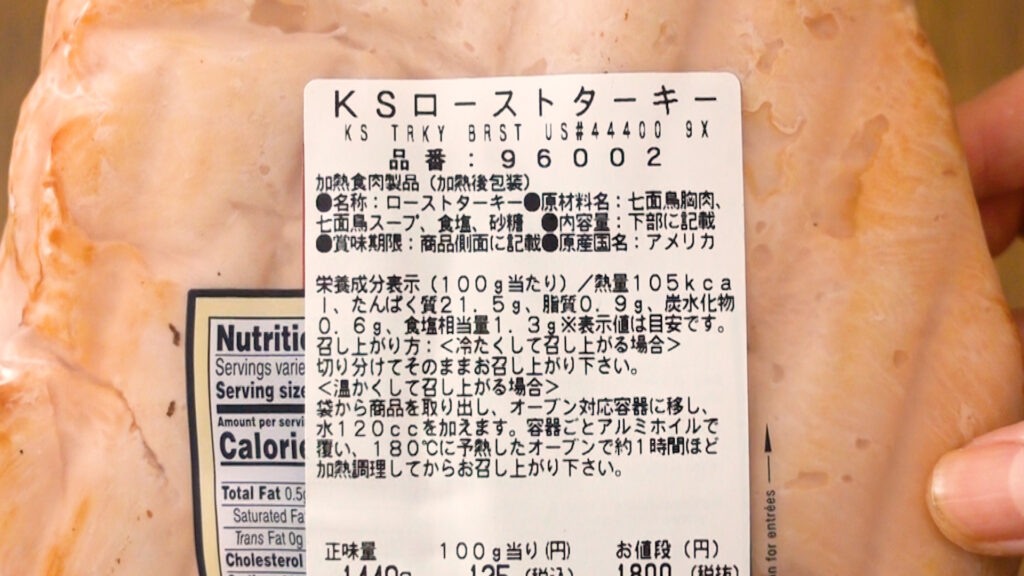 KSローストターキー
KS TRKY BRST US#44400 9X
品番:96002
加熱食肉製品（加熱後包装）
●名称：ローストターキー●原材料名：七面鳥胸肉、
七面鳥スープ、食塩、砂糖 ●内容量：下部に記載
●賞味期限：商品側面に記載●原産国名：アメリカ
栄養成分表示（100g当たり）／熱量105kca
l、たんぱく質21．5g、脂質0．9g、炭水化物
0．6g、食塩相当量1．3g※表示値は目安です。
召し上がり方：＜冷たくして召し上がる場合＞
切り分けてそのままお召し上がり下さい。
＜温かくして召し上がる場合＞
袋から商品を取り出し、オーブン対応容器に移し、
水120ccを加えます。容器ごとアルミホイルで
覆い、180℃に予熱したオーブンで約1時間ほど
加熱調理してからお召し上がり下さい。
正味量 100g当り(円) お値段（円）
125 (税込) 1800 (税抜)
Servings
Serving size
Amount per
Total Fat
Saturated
Trans Fat 0g
Cholesterol
for entrées